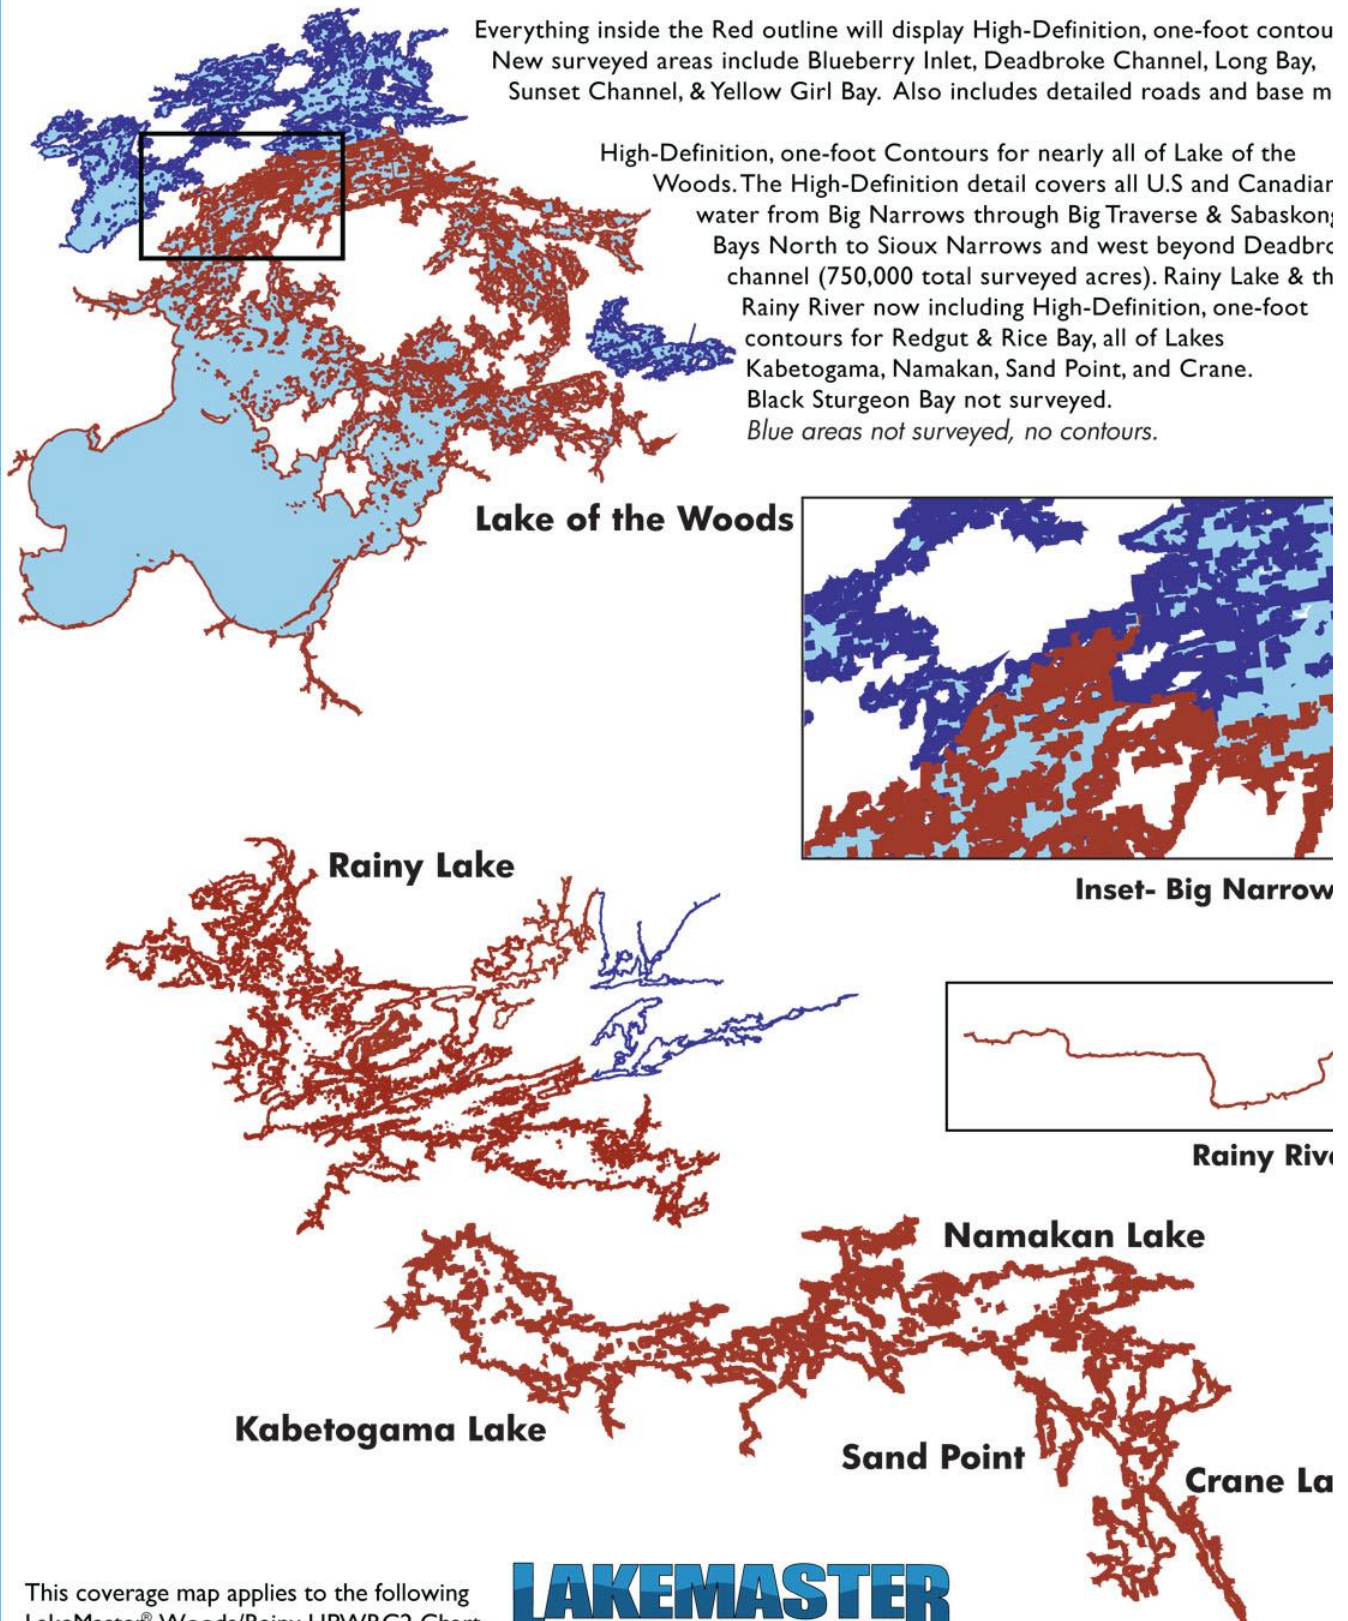 Everything inside the Red outline will display High-Definition, one-foot contou
New surveyed areas include Blueberry Inlet, Deadbroke Channel, Long Bay,
Sunset Channel, & Yellow Girl Bay. Also includes detailed roads and base m
High-Definition, one-foot Contours for nearly all of Lake of the
Woods. The High-Definition detail covers all U.S and Canadian
water from Big Narrows through Big Traverse & Sabaskong
Bays North to Sioux Narrows and west beyond Deadbro
channel (750,000 total surveyed acres). Rainy Lake & th
Rainy River now including High-Definition, one-foot
contours for Redgut & Rice Bay, all of Lakes
Kabetogama, Namakan, Sand Point, and Crane.
Black Sturgeon Bay not surveyed.
Blue areas not surveyed, no contours.
Lake of the Woods
Inset- Big Narrow
Rainy Lake
Rainy Rive
Namakan Lake
Kabetogama Lake
Sand Point
Crane La
This coverage map applies to the following
LAKEMASTER
LakeMaster® Woods/Rainy HPWRC2 Chart